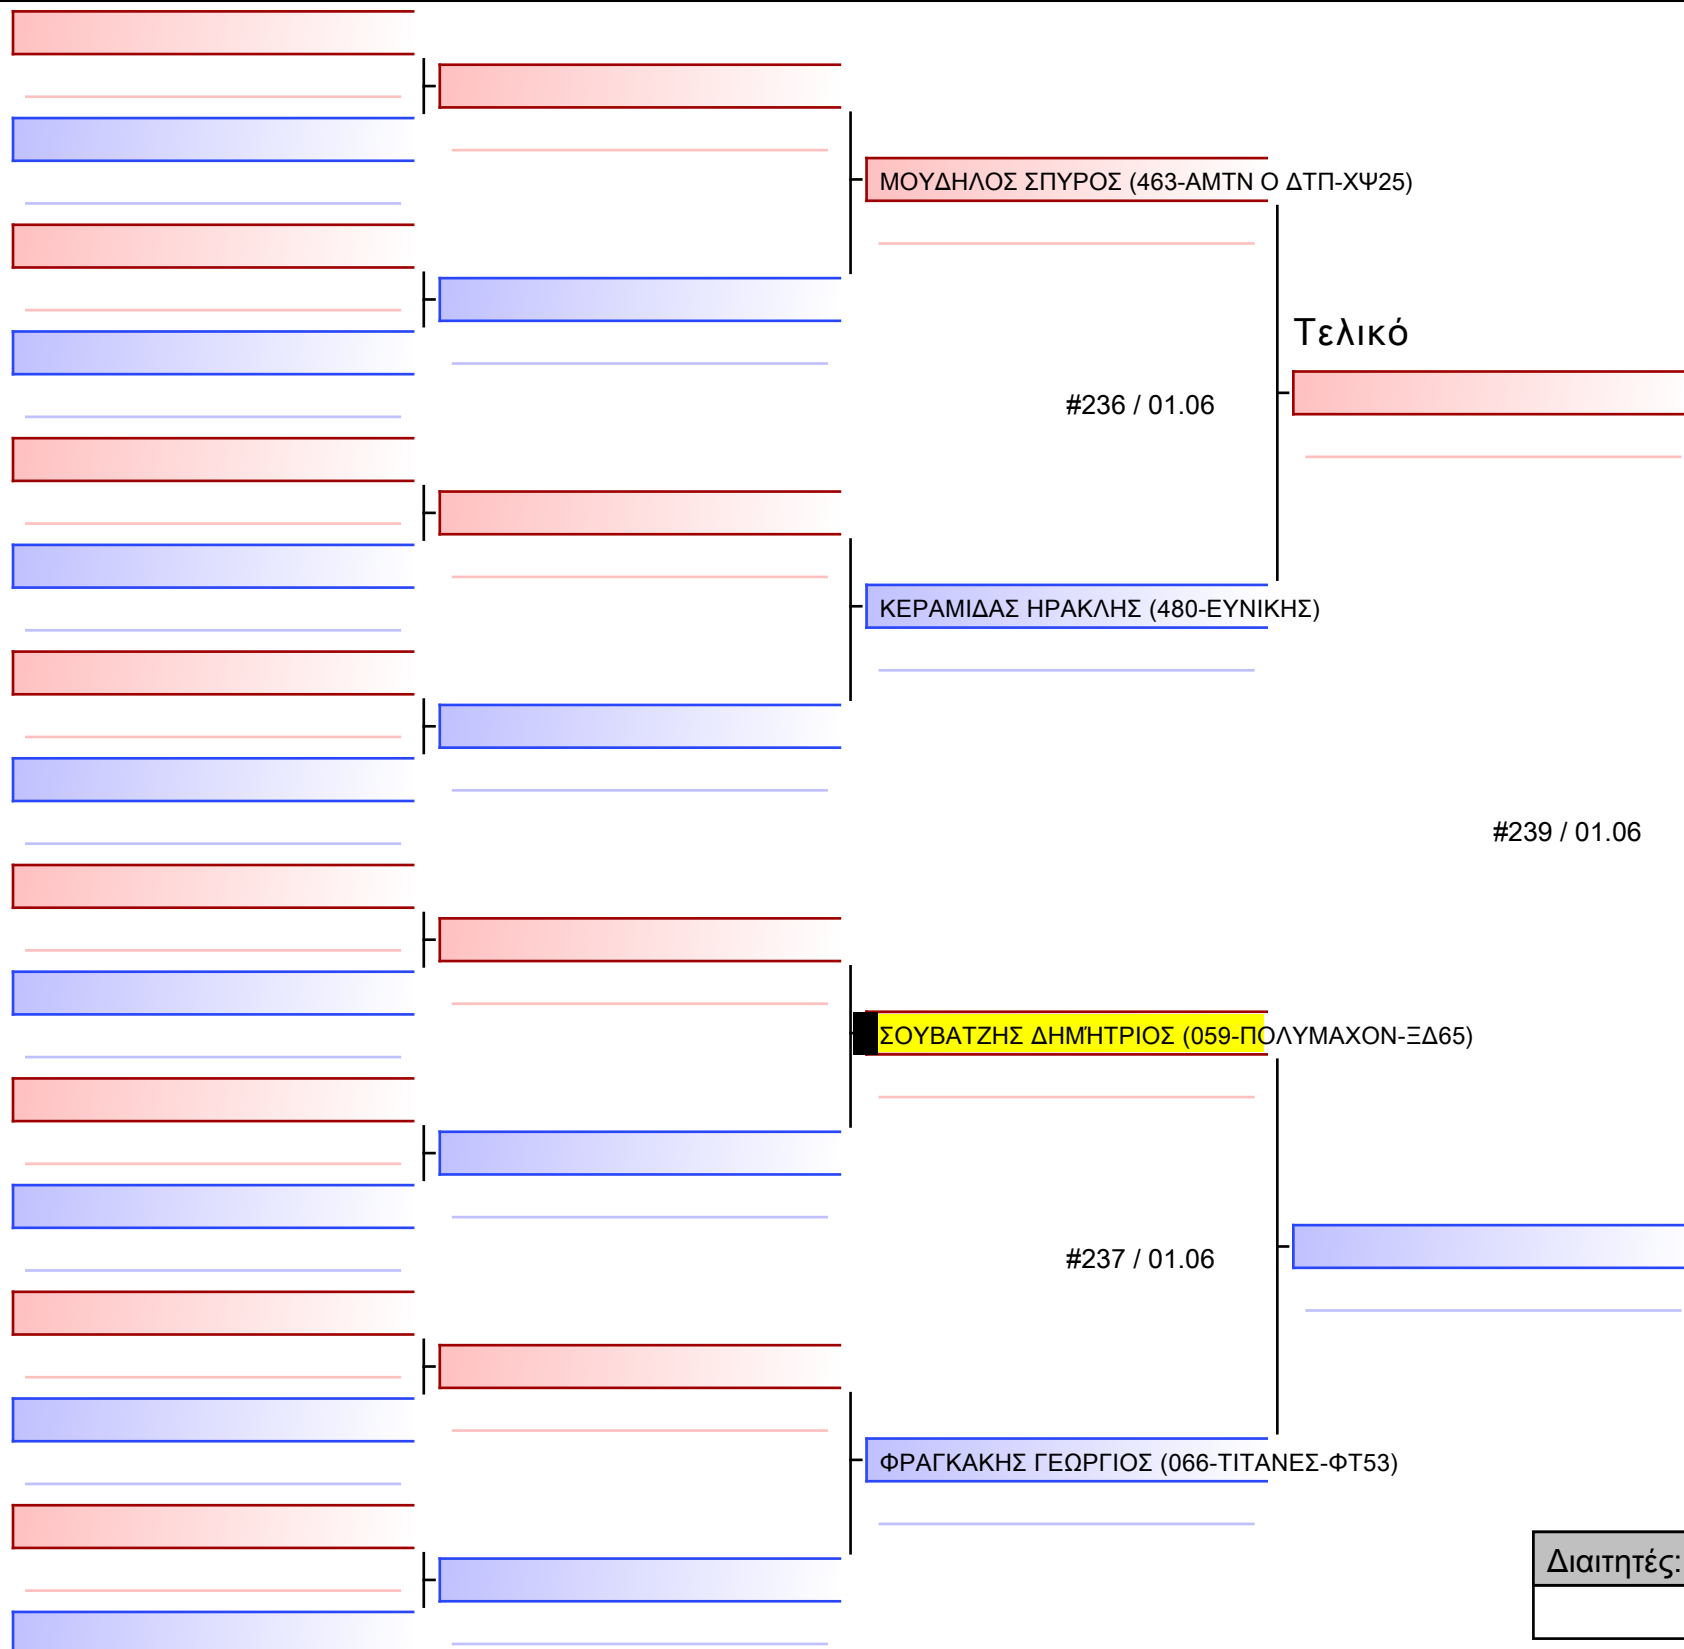 ΜΟΥΔΗΛΟΣ ΣΠΥΡΟΣ (463-ΑΜΤΝ Ο ΔΤΠ-ΧΨ25)
Τελικό
#236 / 01.06
ΚΕΡΑΜΙΔΑΣ ΗΡΑΚΛΗΣ (480-ΕΥΝΙΚΗΣ)
#239 / 01.06
ΣΟΥΒΑΤΖΗΣ ΔΗΜΉΤΡΙΟΣ (059-ΠΟΛΥΜΑΧΟΝ-ΞΔ65)
#237 / 01.06
ΦΡΑΓΚΑΚΗΣ ΓΕΩΡΓΙΟΣ (066-ΤΙΤΑΝΕΣ-ΦΤ53)
Διαιτητές: